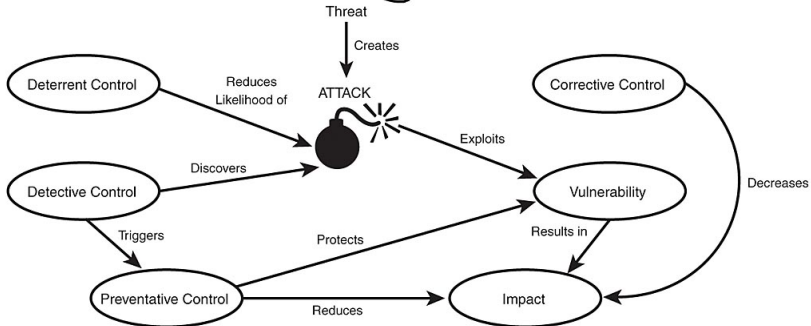 Threat
Creates
Deterrent Control
Reduces
Likelihood of
ATTACK
Corrective Control
Exploits
Discovers
Detective Control
Vulnerability
Decreases
Triggers
Protects
Results in
Preventative Control
Reduces
Impact